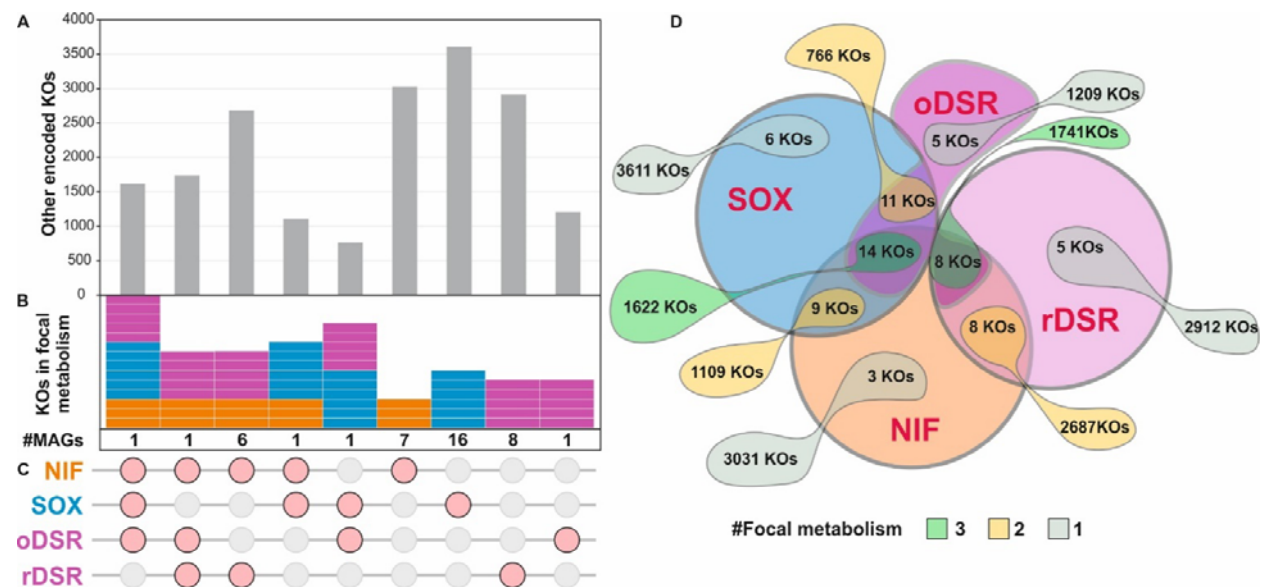 A
4000
3500
3000
2500
2000
1500
1000
500
0
Other encoded KOs
B
KOs in focal
metabolism
#MAGs 1 1 6 1 1 7 16 8 1
C NIF
SOX
oDSR
rDSR
D
766 KOs
oDSR
1209 KOs
5 KOs
1741KOs
6 KOs
3611 KOs
SOX
11 KOs
14 KOs
8 KOs
5 KOs
1622 KOs
9 KOs
8 KOs
rDSR
2912 KOs
1109 KOs
3 KOs
NIF
2687KOs
3031 KOs
#Focal metabolism 3 2 1